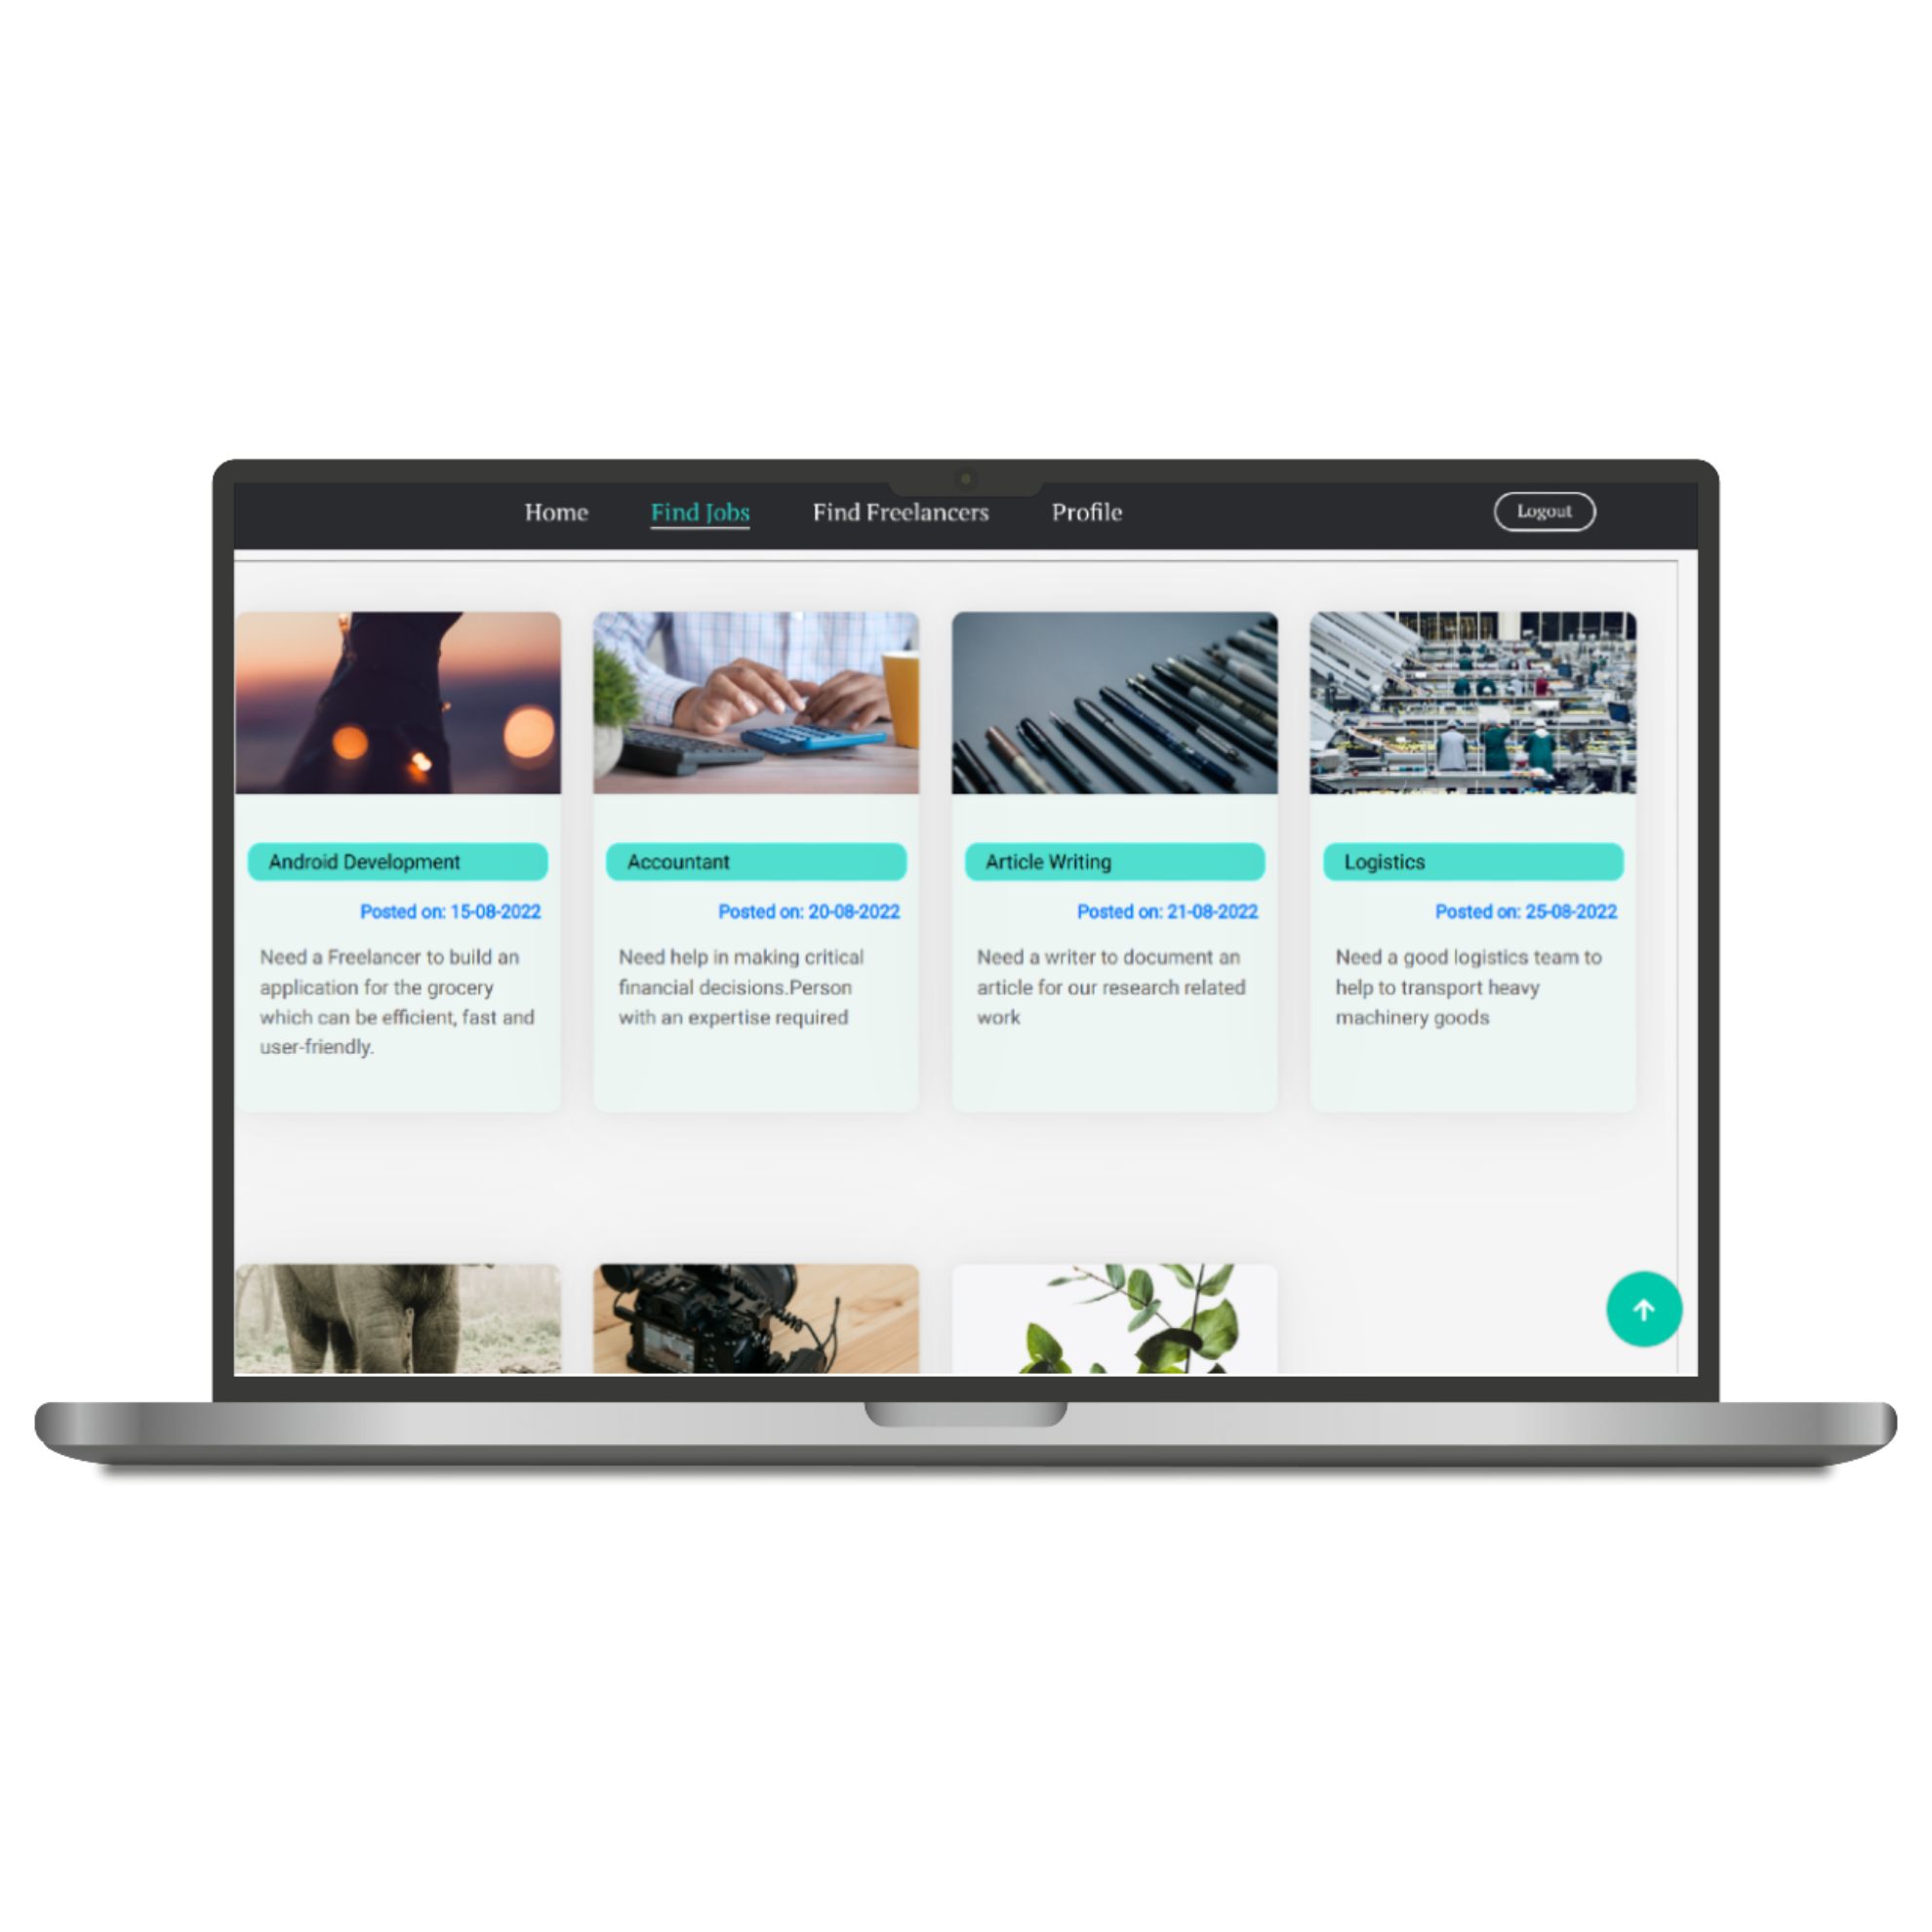 Home Find Jobs Find Freelancers Profile Logout
Android Development
Posted on: 15-08-2022
Need a Freelancer to build an
application for the grocery
which can be efficient, fast and
user-friendly.
Accountant
Posted on: 20-08-2022
Need help in making critical
financial decisions.Person
with an expertise required
Article Writing
Posted on: 21-08-2022
Need a writer to document an
article for our research related
work
Logistics
Posted on: 25-08-2022
Need a good logistics team to
help to transport heavy
machinery goods